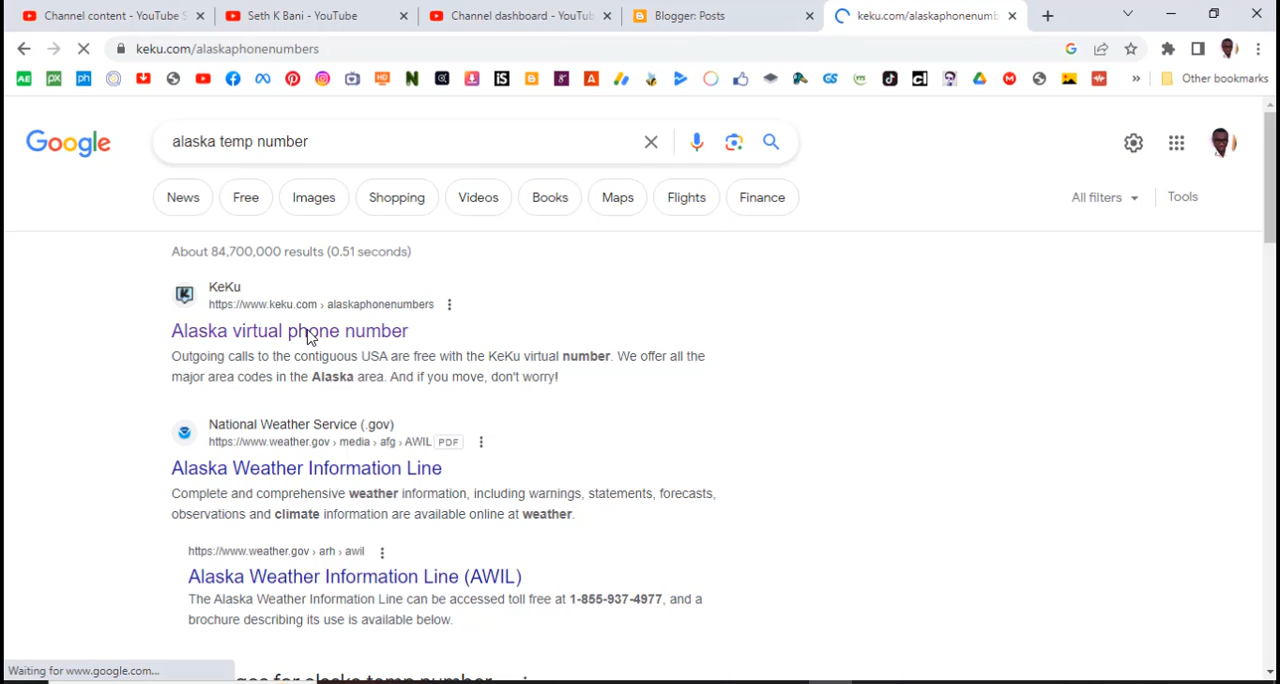 Channel content - YouTube S
Seth K Bani - YouTube
Channel dashboard - YouTub
Blogger: Posts
keku.com/alaskaphonenumb
keku.com/alaskaphonenumbers
Other bookmarks
Google
alaska temp number
News
Free
Images
Shopping
Videos
Books
Maps
Flights
Finance
All filters
Tools
About 84,700,000 results (0.51 seconds)
KeKu
https://www.keku.com › alaskaphonenumbers
Alaska virtual phone number
Outgoing calls to the contiguous USA are free with the KeKu virtual number. We offer all the
major area codes in the Alaska area. And if you move, don't worry!
National Weather Service (.gov)
https://www.weather.gov › media › afg › AWIL PDF
Alaska Weather Information Line
Complete and comprehensive weather information, including warnings, statements, forecasts,
observations and climate information are available online at weather.
https://www.weather.gov › arh › awil
Alaska Weather Information Line (AWIL)
The Alaska Weather Information Line can be accessed toll free at 1-855-937-4977, and a
brochure describing its use is available below.
Waiting for www.google.com...
for alaska temp number